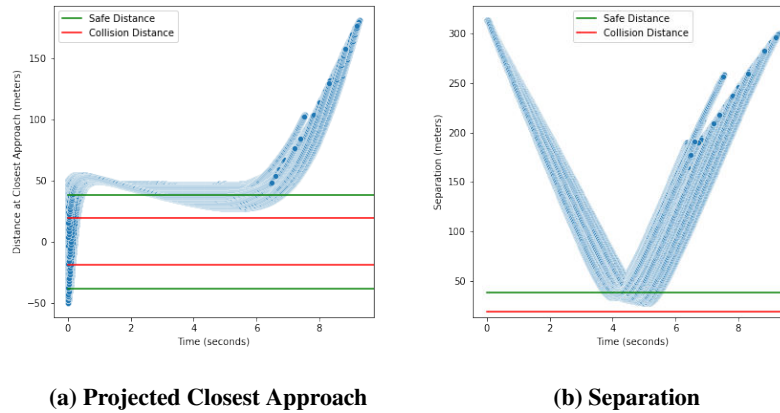 Safe Distance
Collision Distance
150
100
50
0
−50
Distance at Closest Approach (meters)
0
2
4
6
8
Time (seconds)
(a) Projected Closest Approach
Safe Distance
Collision Distance
300
250
200
150
100
50
Separation (meters)
0
2
4
6
8
Time (seconds)
(b) Separation